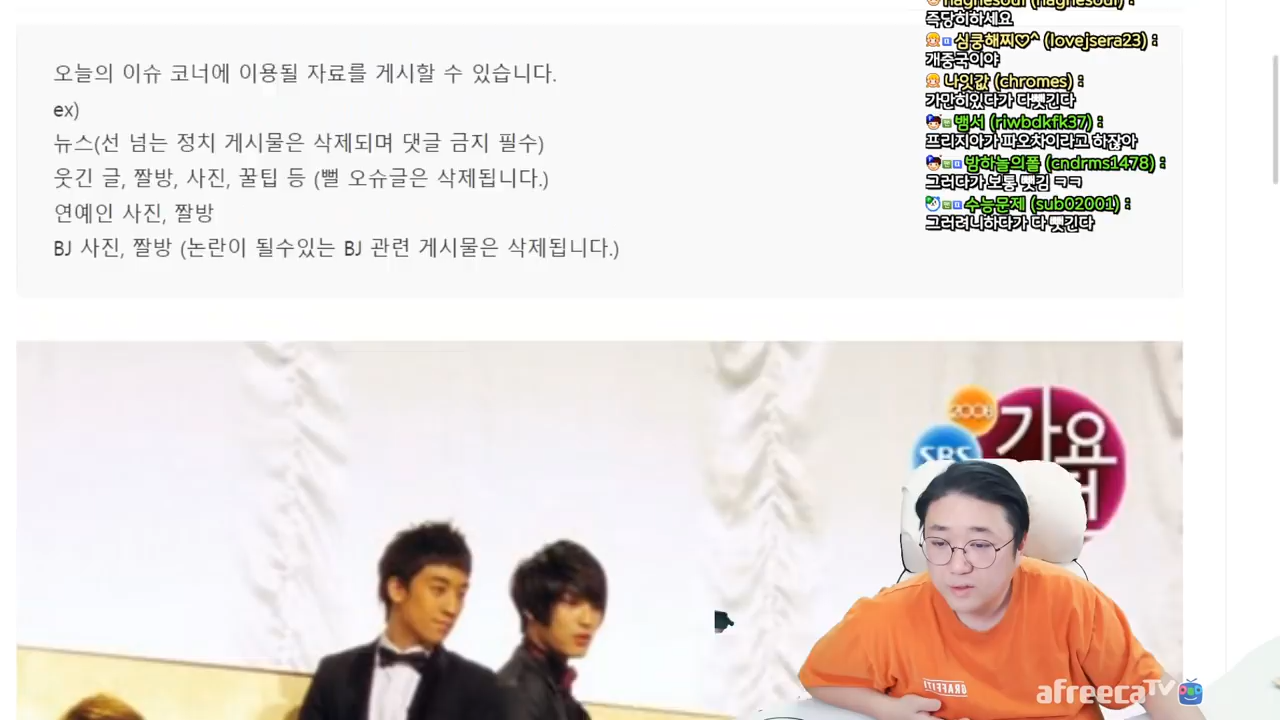 오늘의 이슈 코너에 이용될 자료를 게시할 수 있습니다.
ex)
뉴스(선 넘는 정치 게시물은 삭제되며 댓글 금지 필수)
웃긴 글, 짤방, 사진, 꿀팁 등 (뻘 오슈글은 삭제됩니다.)
연예인 사진, 짤방
BJ 사진, 짤방 (논란이 될수있는 BJ 관련 게시물은 삭제됩니다.)
즉당히하세요
심쿵해찌♡^ (lovejsera23) :
개중국이야
나잇값 (chromes) :
가만히있다가 다뺏긴다
뱀서 (riwbdkfk37) :
프리지아가 파오차이라고 하잖아
밤하늘의폴 (cndrms1478) :
그러다가 보통 뺏김 ㅋㅋ
수능문제 (sub02001) :
그러려니하다가 다 뺏긴다
2008
SBS
가요
GRAFFITI
afreecaTV